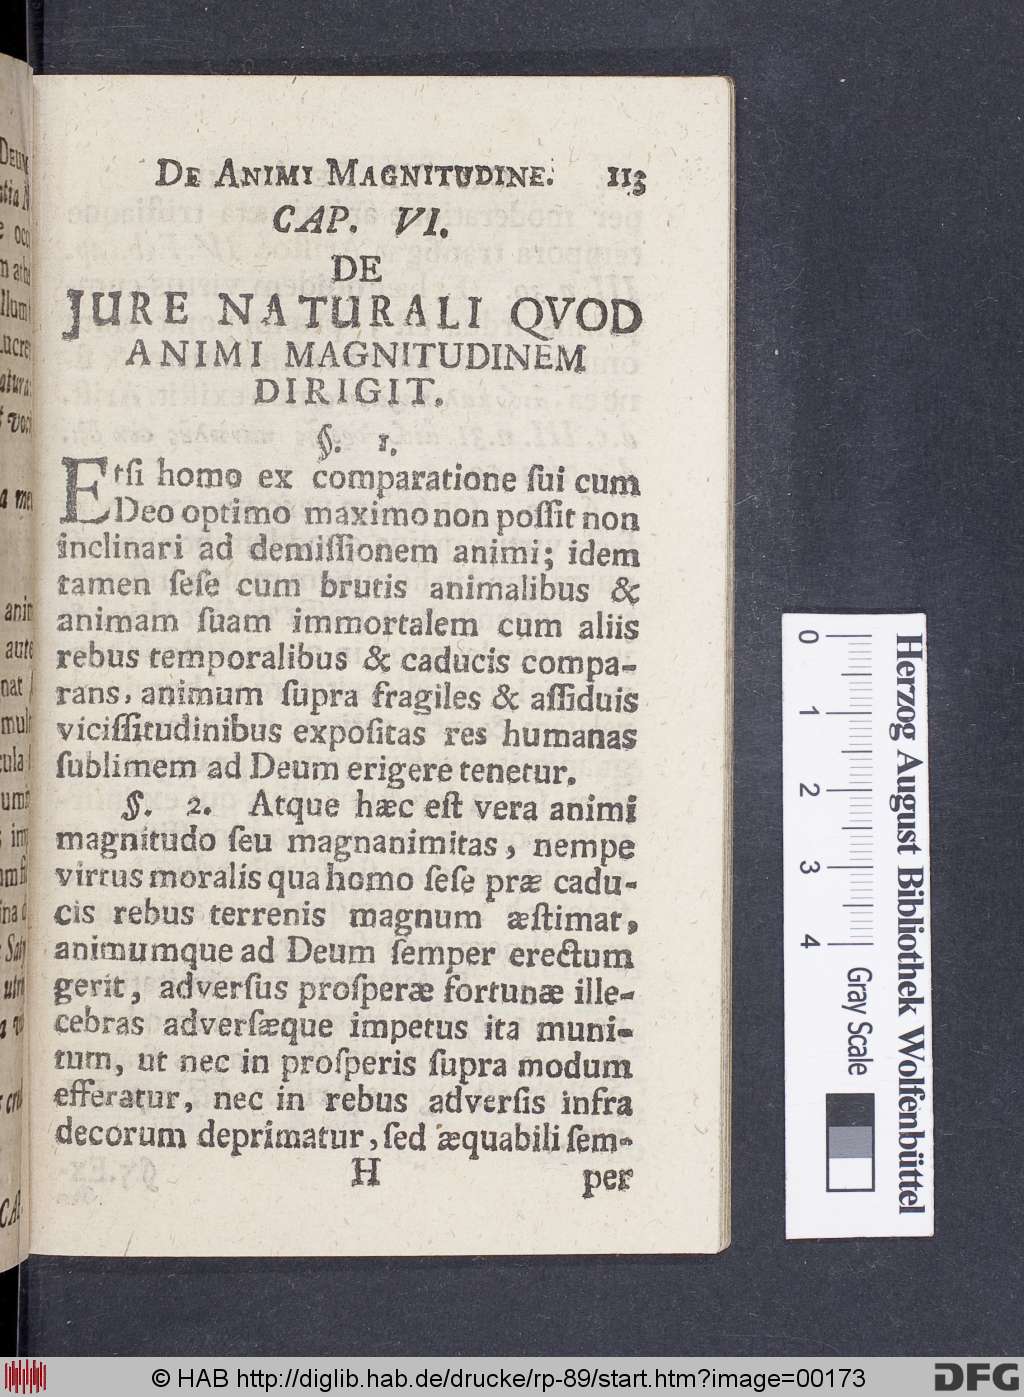 DE ANIMI MAGNITUDINE. 113
CAP. VI.
DE
JURE NATURALI QVOD
ANIMI MAGNITUDINEM
DIRIGIT.
§. 1.
Etſi homo ex comparatione ſui cum
Deo optimo maximo non poſſit non
inclinari ad demiſſionem animi; idem
tamen ſeſe cum brutis animalibus &
animam ſuam immortalem cum aliis
rebus temporalibus & caducis compa-
rans, animum ſupra fragiles & aſſiduis
viciſſitudinibus expoſitas res humanas
ſublimem ad Deum erigere tenetur.
§. 2. Atque hæc eſt vera animi
magnitudo ſeu magnanimitas, nempe
virtus moralis qua homo ſeſe præ cadu-
cis rebus terrenis magnum æſtimat,
animumque ad Deum ſemper erectum
gerit, adverſus proſperæ fortunæ ille-
cebras adverſæque impetus ita muni-
tum, ut nec in proſperis ſupra modum
efferatur, nec in rebus adverſis infra
decorum deprimatur, ſed æquabili ſem-
H per
0 1 2 3 4 Gray Scale
Herzog August Bibliothek Wolfenbüttel
© HAB http://diglib.hab.de/drucke/rp-89/start.htm?image=00173
DFG